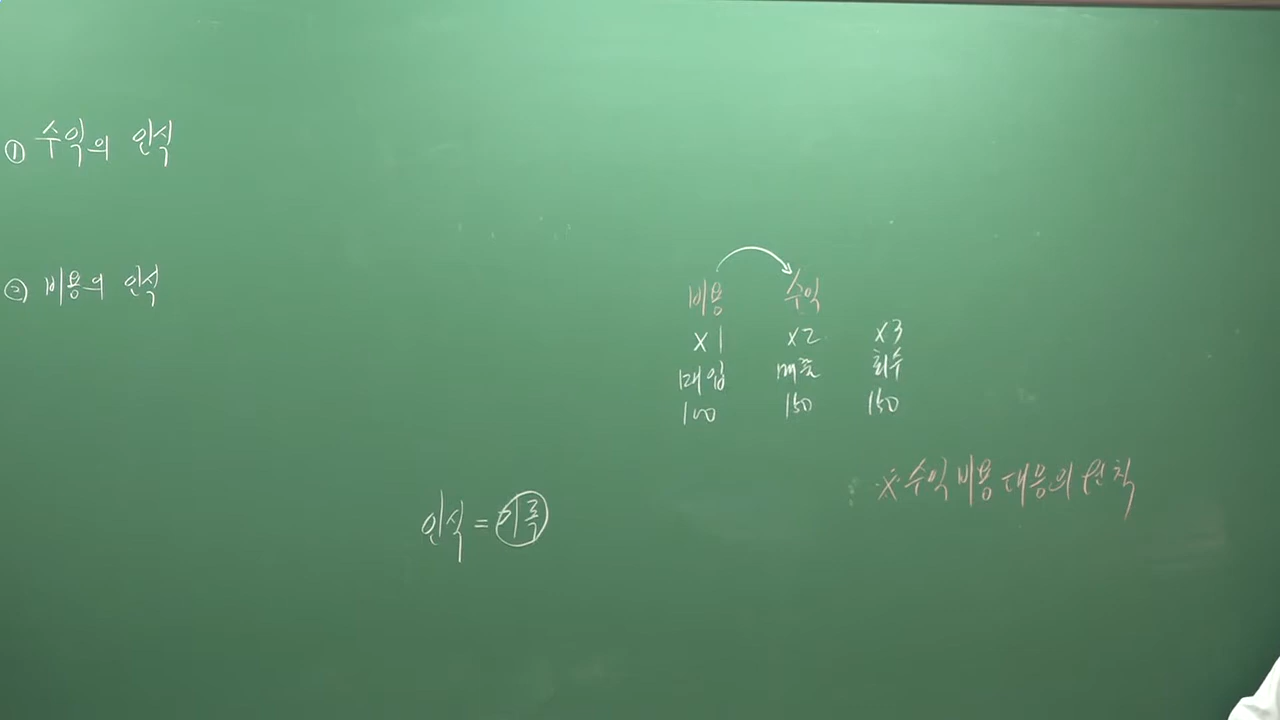 ① 수익의 인식
② 비용의 인식
비용 수익
X1 X2 X3
매입 매출 회수
100 150 150
※ 수익 비용 대응의 원칙
인식 = 기록